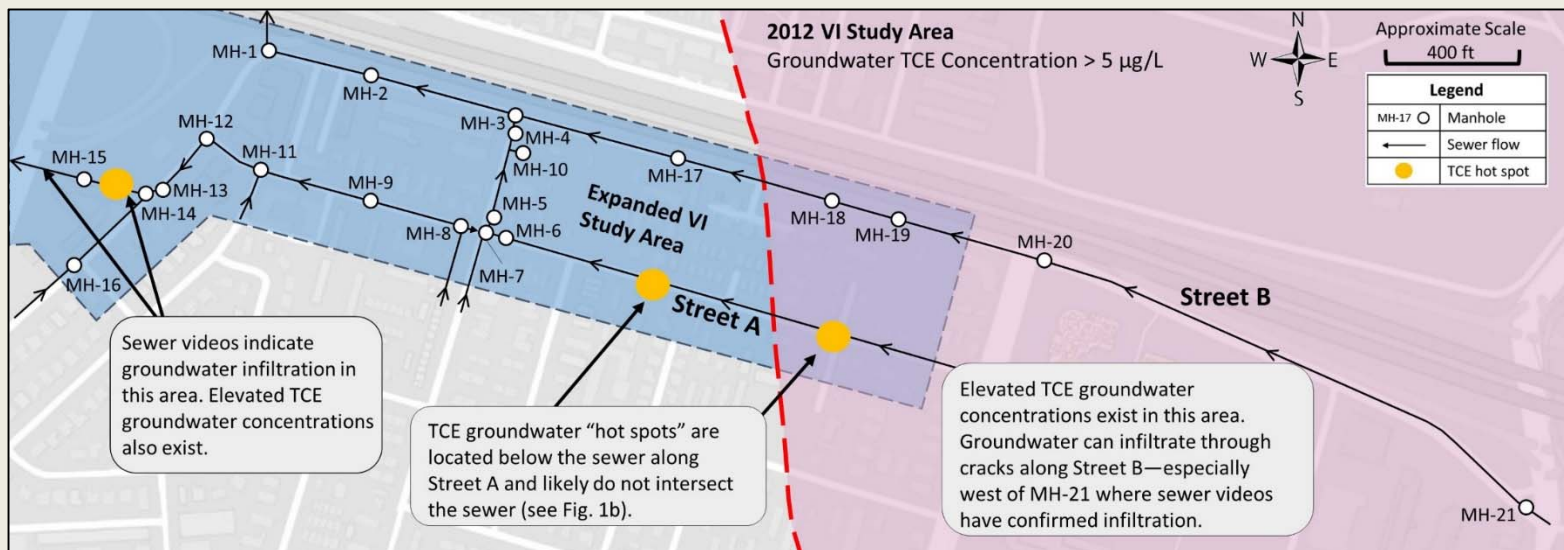 2012 VI Study Area
Groundwater TCE Concentration > 5 µg/L
N
W
E
S
Approximate Scale
400 ft
Legend
MH-17
Manhole
Sewer flow
TCE hot spot
MH-1
MH-2
MH-3
MH-4
MH-10
MH-12
MH-11
MH-15
MH-13
MH-14
MH-16
MH-9
MH-8
MH-5
MH-6
MH-7
MH-17
MH-18
MH-19
MH-20
MH-21
Expanded VI
Study Area
Street A
Street B
Sewer videos indicate
groundwater infiltration in
this area. Elevated TCE
groundwater concentrations
also exist.
TCE groundwater “hot spots” are
located below the sewer along
Street A and likely do not intersect
the sewer (see Fig. 1b).
Elevated TCE groundwater
concentrations exist in this area.
Groundwater can infiltrate through
cracks along Street B—especially
west of MH-21 where sewer videos
have confirmed infiltration.